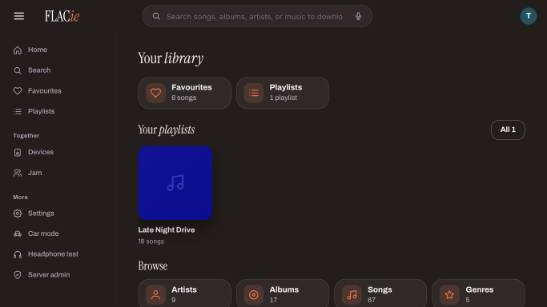 FLACie
Search songs, albums, artists, or music to downlo
T
Home
Search
Favourites
Playlists
Together
Devices
Jam
More
Settings
Car mode
Headphone test
Server admin
Your library
Favourites
6 songs
Playlists
1 playlist
Your playlists
All 1
Late Night Drive
18 songs
Browse
Artists
9
Albums
17
Songs
87
Genres
5